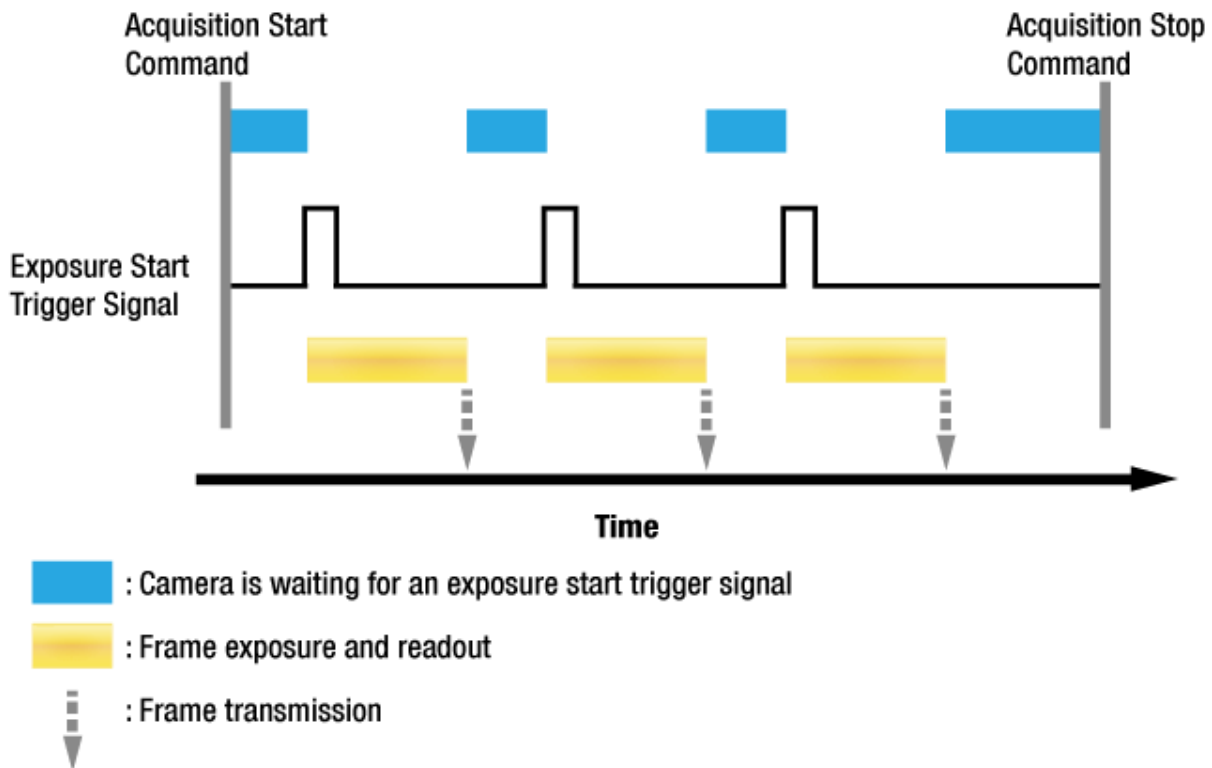 Acquisition Start
Command
Acquisition Stop
Command
Exposure Start
Trigger Signal
Time
: Camera is waiting for an exposure start trigger signal
: Frame exposure and readout
: Frame transmission